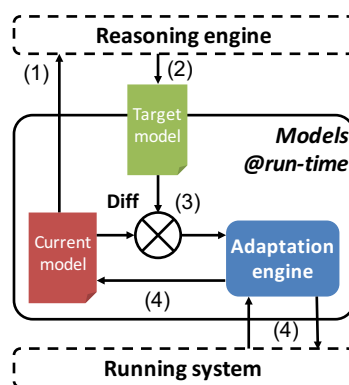 Reasoning engine
(1)
(2)
Target
model
Models
@run-time
Diff
(3)
Current
model
Adaptation
engine
(4)
(4)
Running system